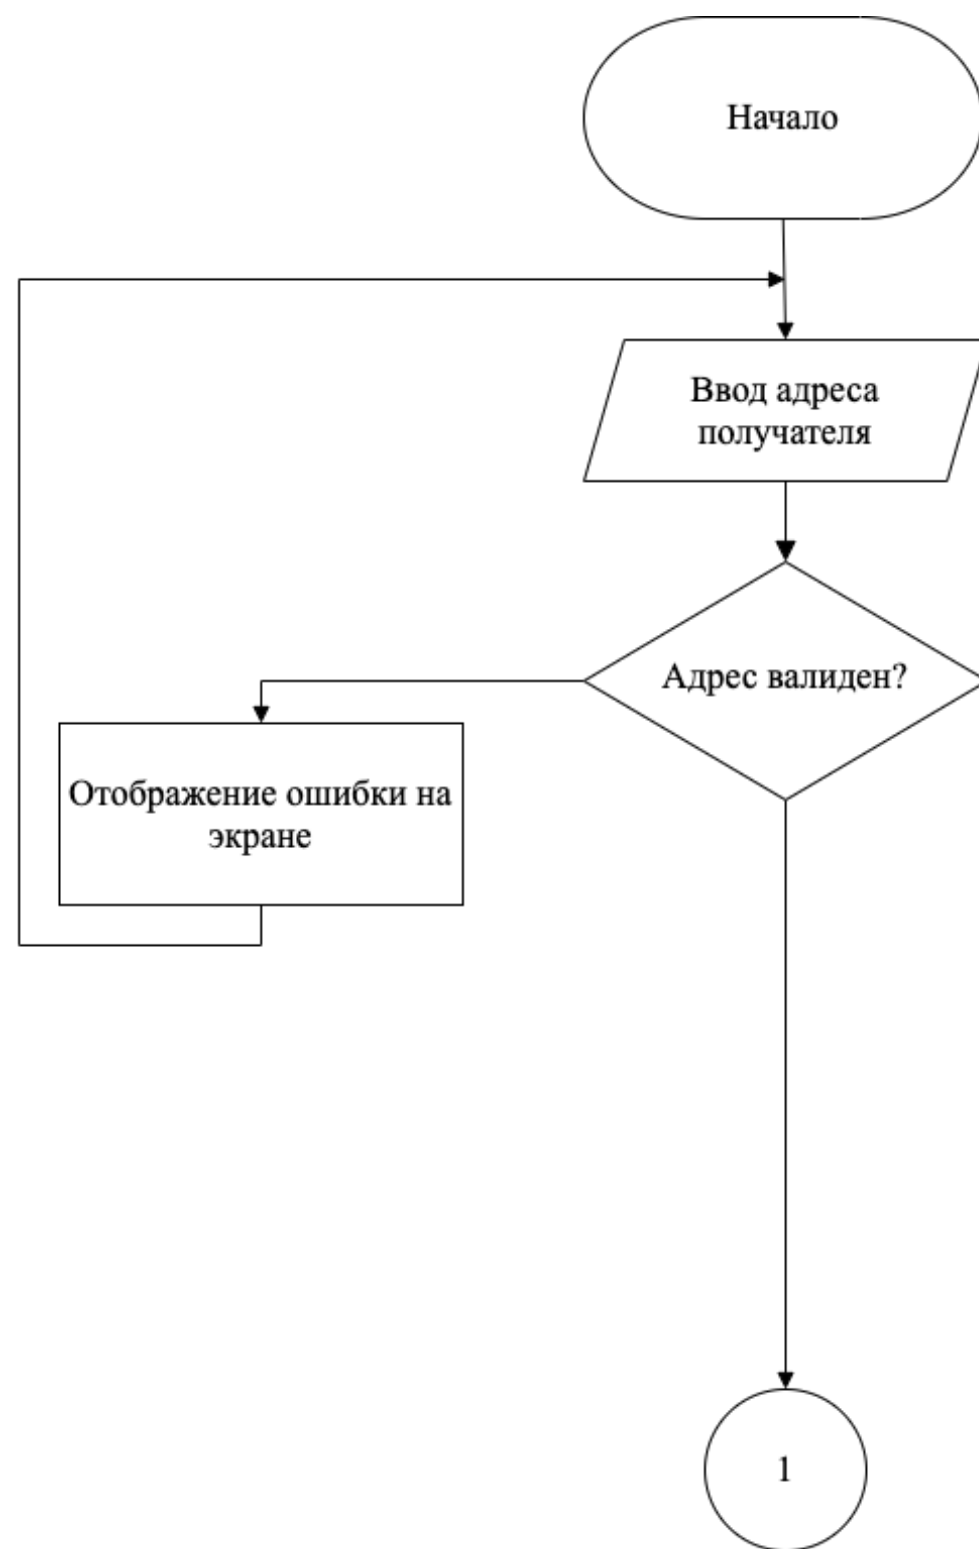 Начало
Ввод адреса
получателя
Адрес валиден?
Отображение ошибки на
экране
1